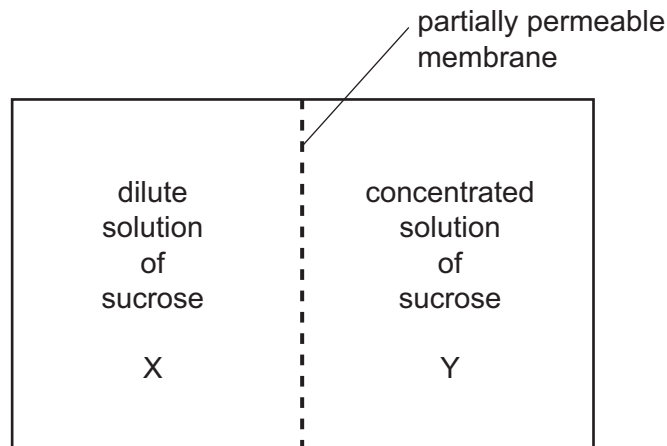 partially permeable
membrane
dilute
solution
of
sucrose
X
concentrated
solution
of
sucrose
Y